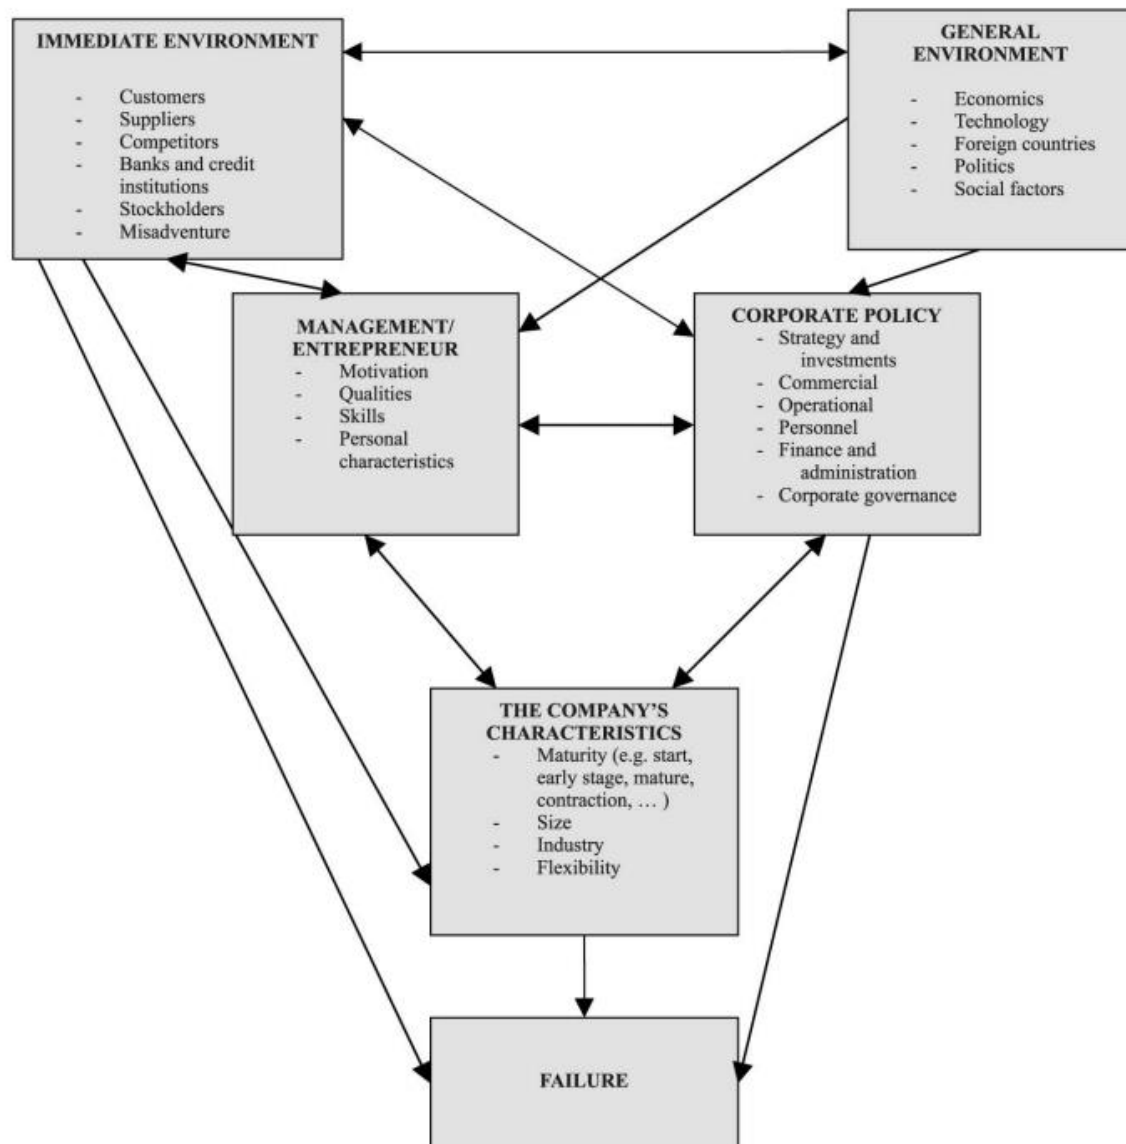 IMMEDIATE ENVIRONMENT
- Customers
- Suppliers
- Competitors
- Banks and credit
institutions
- Stockholders
- Misadventure
GENERAL
ENVIRONMENT
- Economics
- Technology
- Foreign countries
- Politics
- Social factors
MANAGEMENT/
ENTREPRENEUR
- Motivation
- Qualities
- Skills
- Personal
characteristics
CORPORATE POLICY
- Strategy and
investments
- Commercial
- Operational
- Personnel
- Finance and
administration
- Corporate governance
THE COMPANY'S
CHARACTERISTICS
- Maturity (e.g. start,
early stage, mature,
contraction, … )
- Size
- Industry
- Flexibility
FAILURE